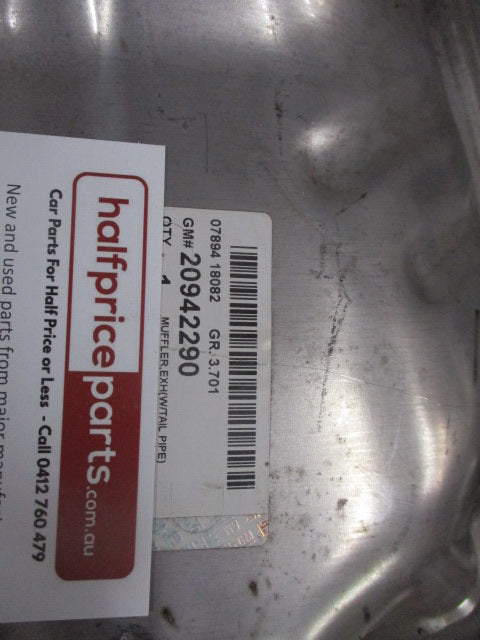 halfpriceparts.com.au
Car Parts For Half Price or Less - Call 0412 760 479
New and used parts from major
07894 18082 GR. 3.701
GM# 20942290
QTY. 1 MUFFLER,EXH(W/TAIL PIPE)